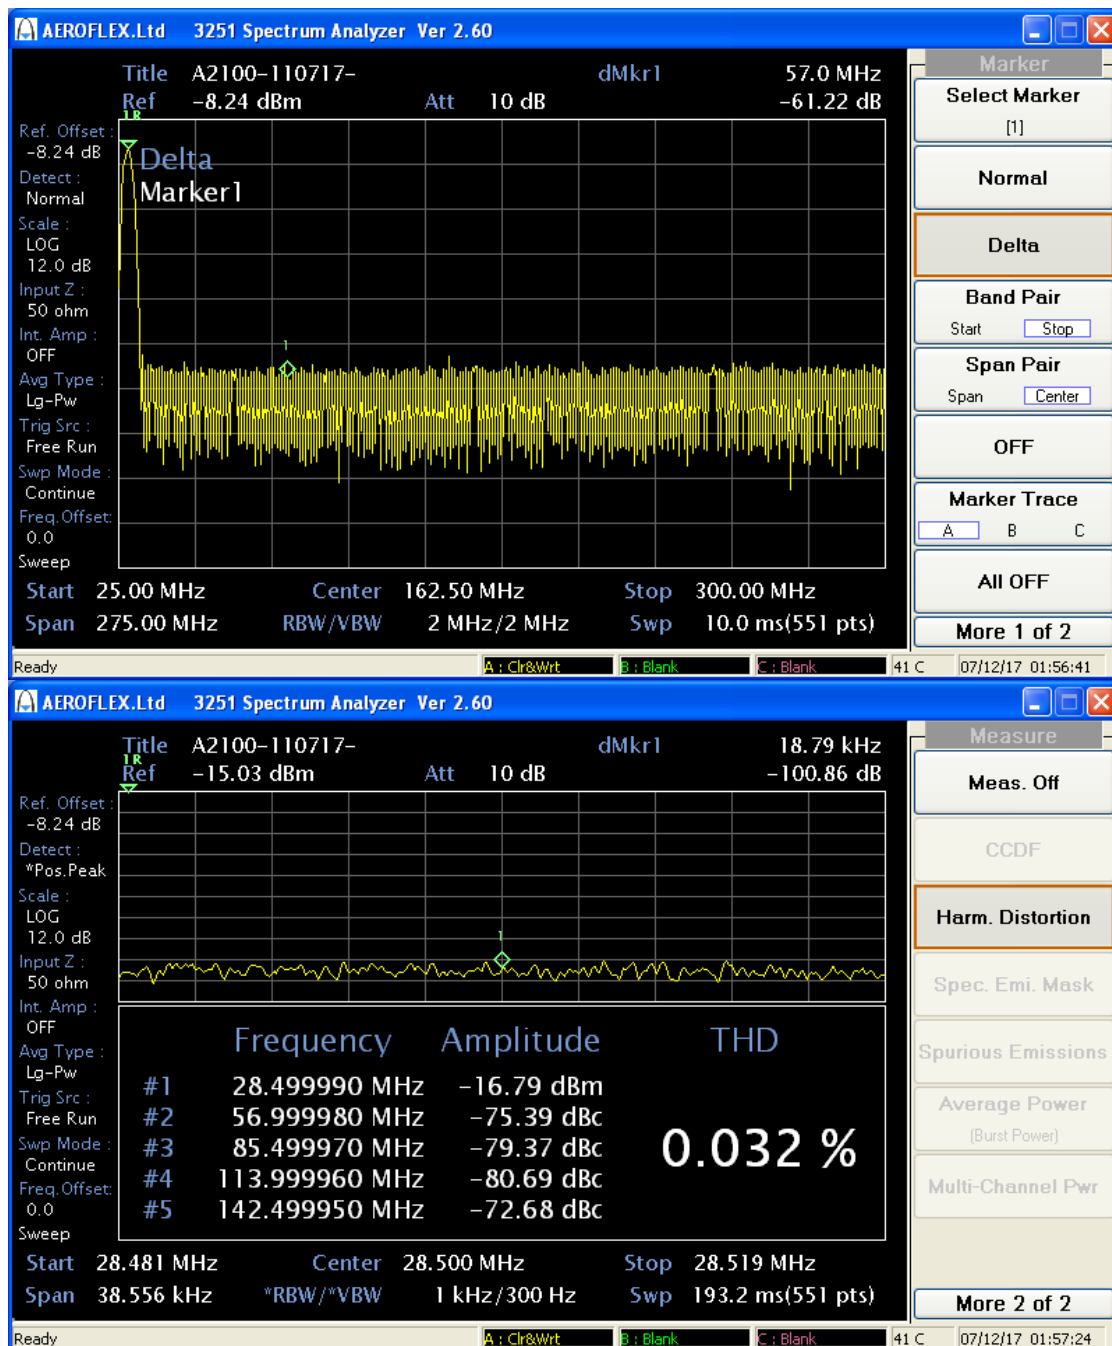 AEROFLEX.Ltd 3251 Spectrum Analyzer Ver 2.60
Title A2100-110717- dMkr1 57.0 MHz
Ref -8.24 dBm Att 10 dB -61.22 dB
1R
Ref. Offset :
-8.24 dB
Detect :
Normal
Scale :
LOG
12.0 dB
Input Z :
50 ohm
Int. Amp :
OFF
Avg Type :
Lg-Pw
Trig Src :
Free Run
Swp Mode :
Continue
Freq.Offset:
0.0
Sweep
Delta
Marker1
1
Start 25.00 MHz Center 162.50 MHz Stop 300.00 MHz
Span 275.00 MHz RBW/VBW 2 MHz/2 MHz Swp 10.0 ms(551 pts)
Marker
Select Marker
[1]
Normal
Delta
Band Pair
Start Stop
Span Pair
Span Center
OFF
Marker Trace
A B C
All OFF
More 1 of 2
Ready A : Clr&Wrt B : Blank C : Blank 41 C 07/12/17 01:56:41
AEROFLEX.Ltd 3251 Spectrum Analyzer Ver 2.60
Title A2100-110717- dMkr1 18.79 kHz
1R
Ref -15.03 dBm Att 10 dB -100.86 dB
Ref. Offset :
-8.24 dB
Detect :
*Pos.Peak
Scale :
LOG
12.0 dB
Input Z :
50 ohm
Int. Amp :
OFF
Avg Type :
Lg-Pw
Trig Src :
Free Run
Swp Mode :
Continue
Freq.Offset:
0.0
Sweep
1
Frequency Amplitude THD
#1 28.499990 MHz -16.79 dBm
#2 56.999980 MHz -75.39 dBc
#3 85.499970 MHz -79.37 dBc
#4 113.999960 MHz -80.69 dBc
#5 142.499950 MHz -72.68 dBc
0.032 %
Start 28.481 MHz Center 28.500 MHz Stop 28.519 MHz
Span 38.556 kHz *RBW/*VBW 1 kHz/300 Hz Swp 193.2 ms(551 pts)
Measure
Meas. Off
CCDF
Harm. Distortion
Spec. Emi. Mask
Spurious Emissions
Average Power
(Burst Power)
Multi-Channel Pwr
More 2 of 2
Ready A : Clr&Wrt B : Blank C : Blank 41 C 07/12/17 01:57:24